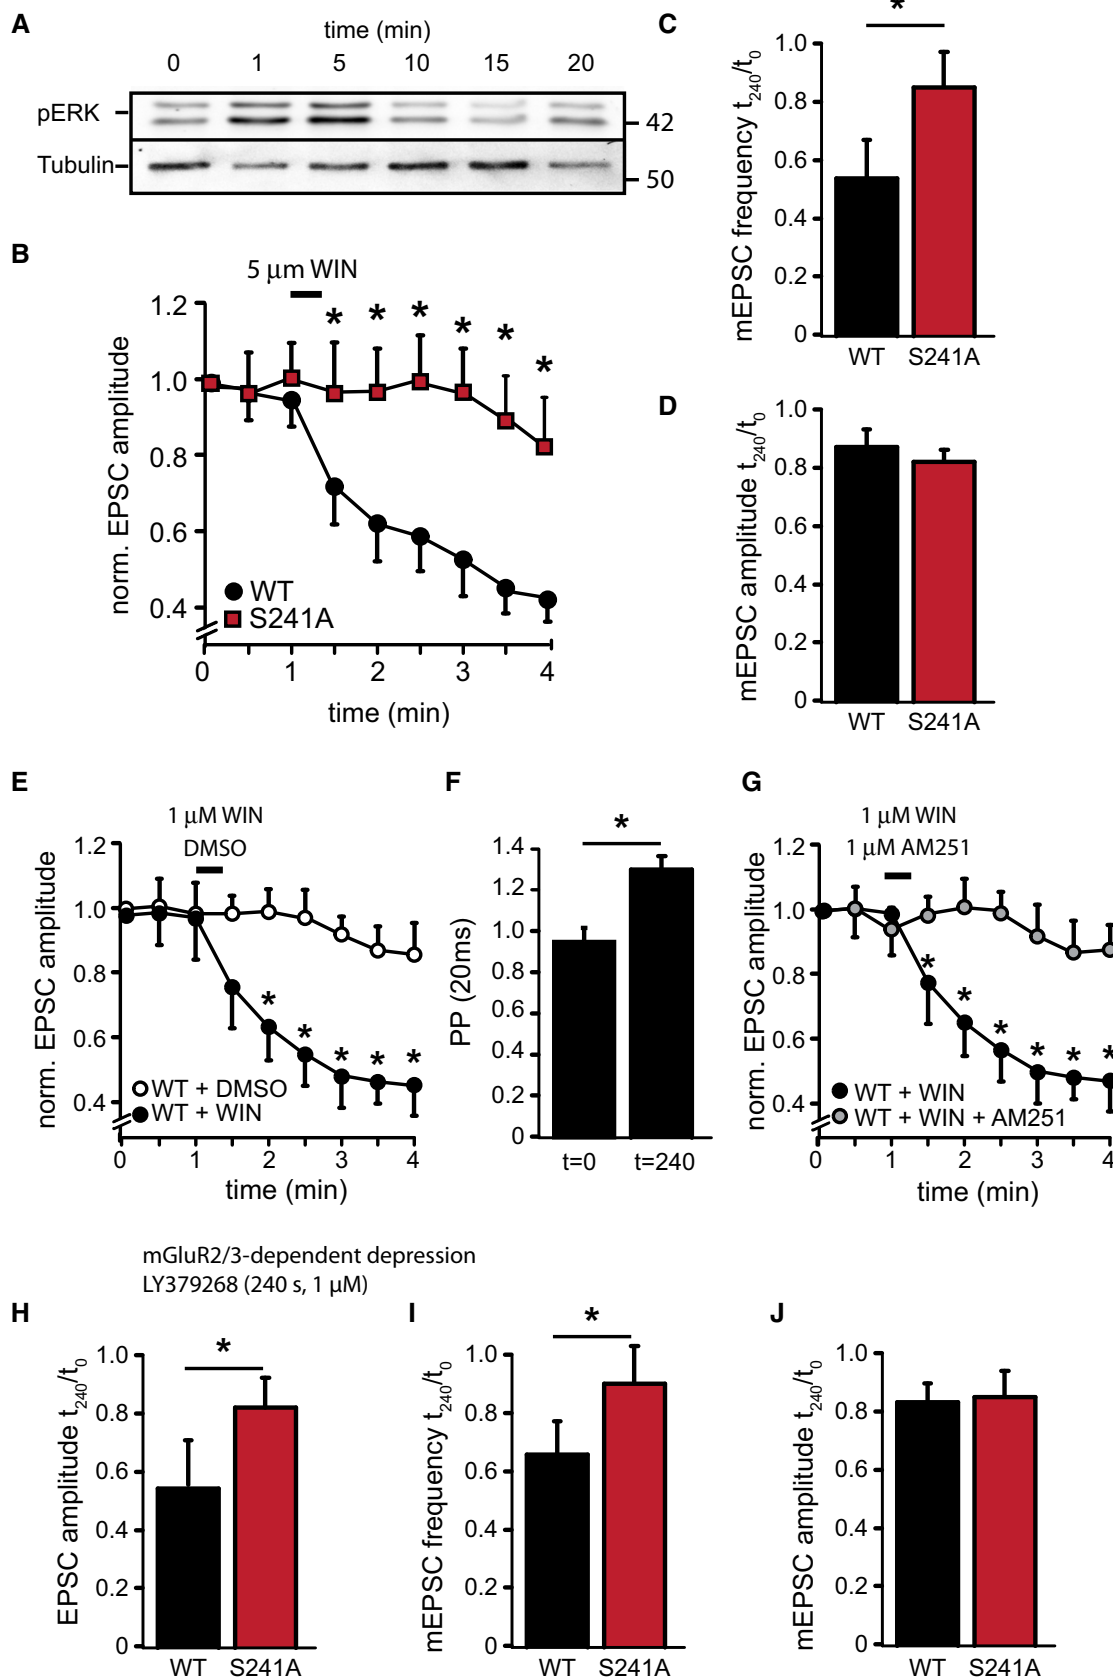 A
time (min)
0 1 5 10 15 20
pERK
42
Tubulin
50
B
5 μm WIN
1.2
1.0
0.8
0.6
0.4
norm. EPSC amplitude
* * * * * *
WT
S241A
0 1 2 3 4
time (min)
C
*
1.0
0.8
0.6
0.4
0.2
0
mEPSC frequency t240/t0
WT S241A
D
1.0
0.8
0.6
0.4
0.2
0
mEPSC amplitude t240/t0
WT S241A
E
1 μM WIN
DMSO
1.2
1.0
0.8
0.6
0.4
norm. EPSC amplitude
* * * * *
WT + DMSO
WT + WIN
0 1 2 3 4
time (min)
F
*
1.4
1.2
1.0
0.8
0.6
0.4
0.2
0
PP (20ms)
t=0 t=240
G
1 μM WIN
1 μM AM251
1.2
1.0
0.8
0.6
0.4
norm. EPSC amplitude
* * * * * *
WT + WIN
WT + WIN + AM251
0 1 2 3 4
time (min)
mGluR2/3-dependent depression
LY379268 (240 s, 1 μM)
H
*
1.0
0.8
0.6
0.4
0.2
0
EPSC amplitude t240/t0
WT S241A
I
*
1.0
0.8
0.6
0.4
0.2
0
mEPSC frequency t240/t0
WT S241A
J
1.0
0.8
0.6
0.4
0.2
0
mEPSC amplitude t240/t0
WT S241A